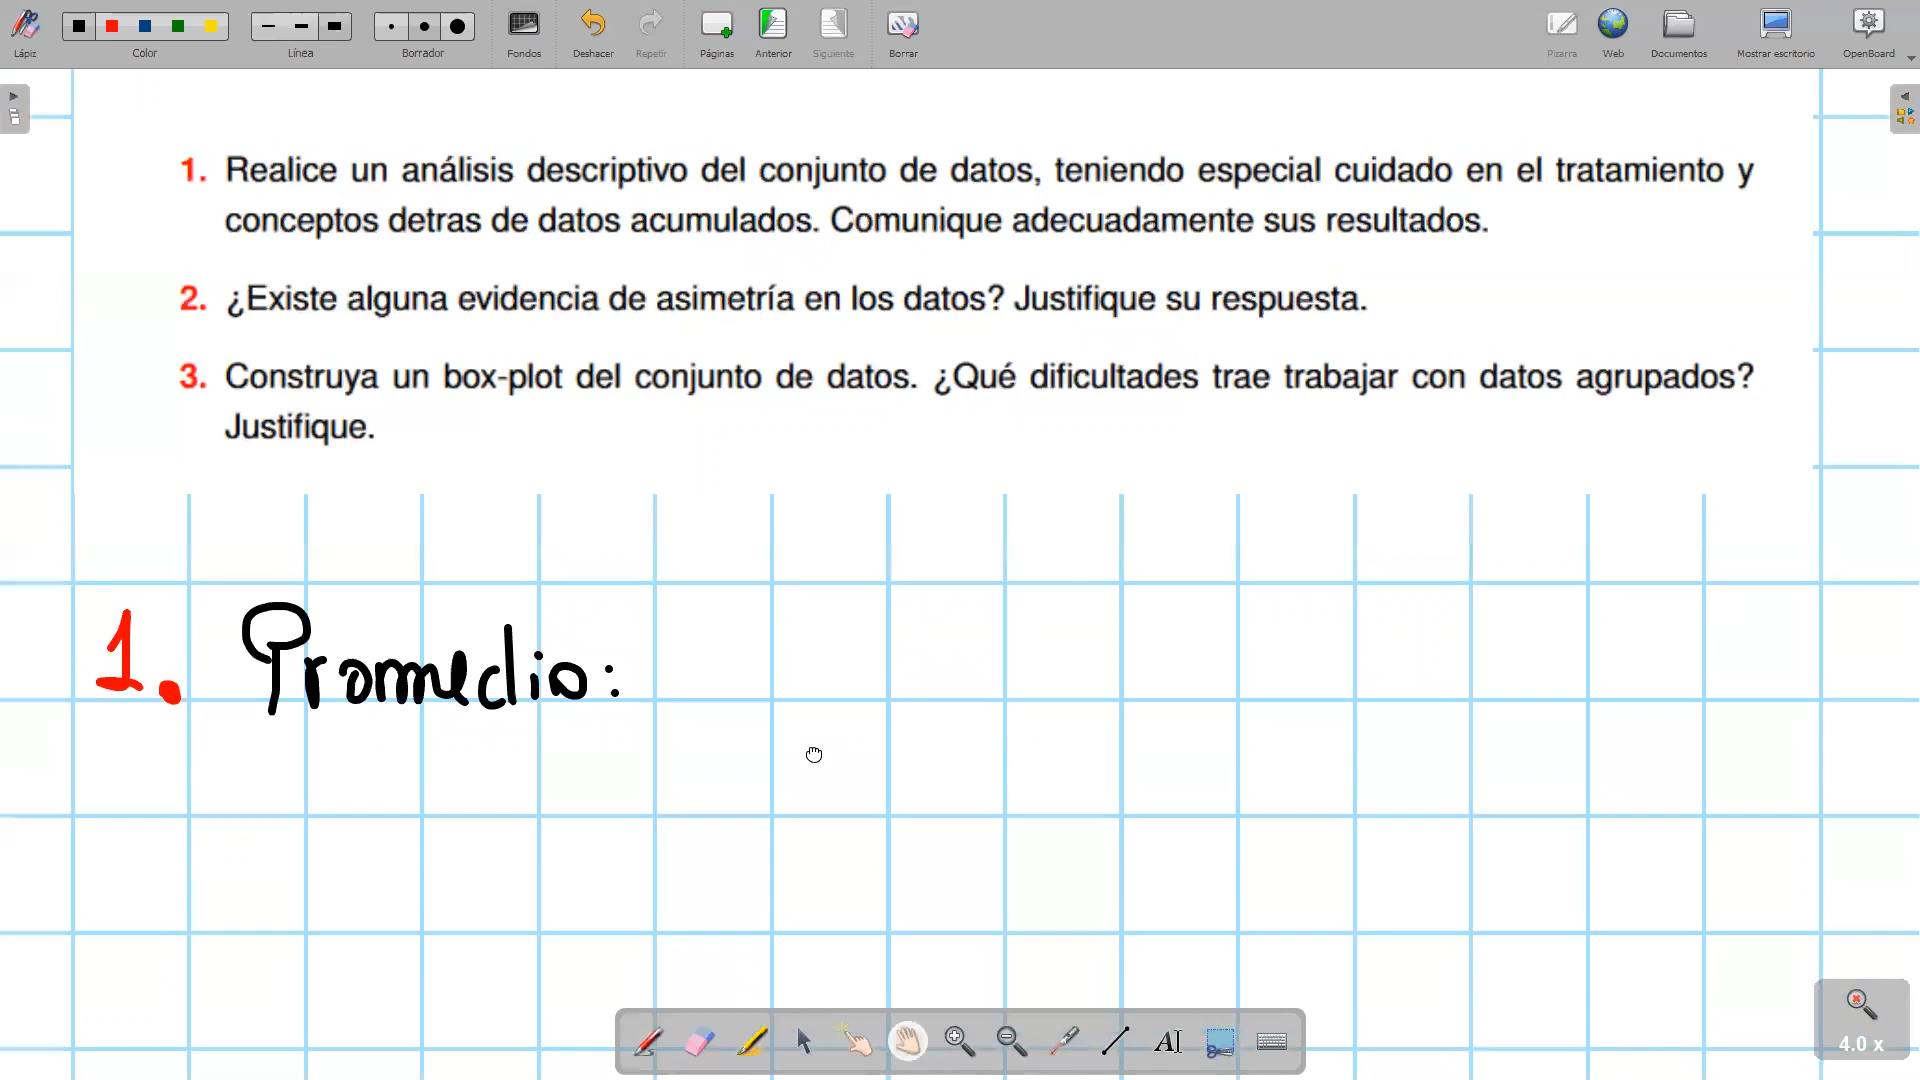 Lápiz
Color
Línea
Borrador
Fondos
Deshacer
Repetir
Páginas
Anterior
Siguiente
Borrar
Pizarra
Web
Documentos
Mostrar escritorio
OpenBoard
1. Realice un análisis descriptivo del conjunto de datos, teniendo especial cuidado en el tratamiento y
conceptos detras de datos acumulados. Comunique adecuadamente sus resultados.
2. ¿Existe alguna evidencia de asimetría en los datos? Justifique su respuesta.
3. Construya un box-plot del conjunto de datos. ¿Qué dificultades trae trabajar con datos agrupados?
Justifique.
1. Promedio:
4.0 x